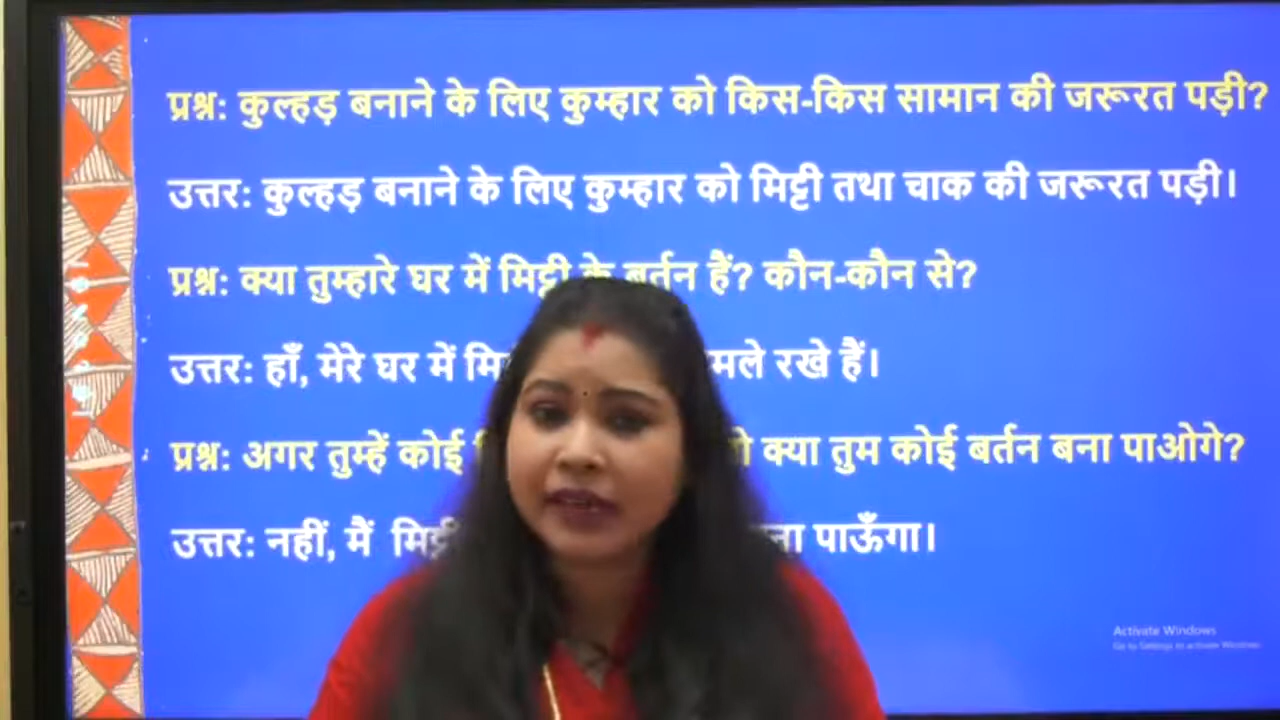 प्रश्न: कुल्हड़ बनाने के लिए कुम्हार को किस-किस सामान की जरूरत पड़ी?
उत्तर: कुल्हड़ बनाने के लिए कुम्हार को मिट्टी तथा चाक की जरूरत पड़ी।
प्रश्न: क्या तुम्हारे घर में मिट्टी के बर्तन हैं? कौन-कौन से?
उत्तर: हाँ, मेरे घर में रखे हैं।
प्रश्न: अगर तुम्हें कोई क्या तुम कोई बर्तन बना पाओगे?
उत्तर: नहीं, मैं पाऊँगा।
Activate Windows
Go to Settings to activate Windows.